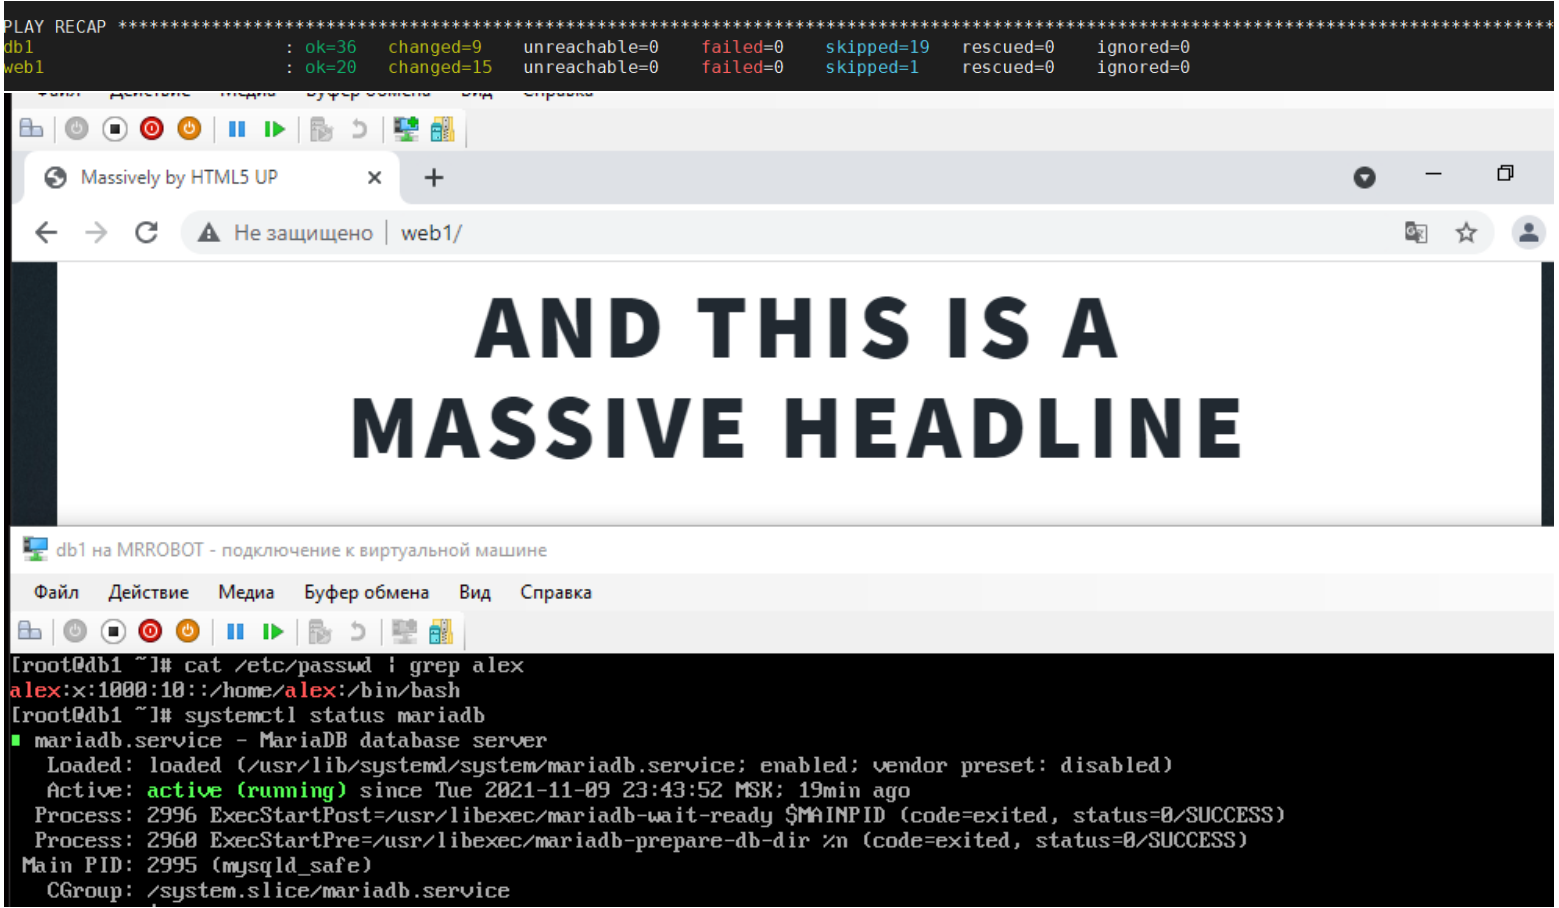 PLAY RECAP ****************************************************************************************************************************************************
db1 : ok=36 changed=9 unreachable=0 failed=0 skipped=19 rescued=0 ignored=0
web1 : ok=20 changed=15 unreachable=0 failed=0 skipped=1 rescued=0 ignored=0
Файл Действие Медиа Буфер обмена Вид Справка
Massively by HTML5 UP
Не защищено web1/
AND THIS IS A
MASSIVE HEADLINE
db1 на MRROBOT - подключение к виртуальной машине
Файл Действие Медиа Буфер обмена Вид Справка
[root@db1 ~]# cat /etc/passwd | grep alex
alex:x:1000:10::/home/alex:/bin/bash
[root@db1 ~]# systemctl status mariadb
mariadb.service - MariaDB database server
Loaded: loaded (/usr/lib/systemd/system/mariadb.service; enabled; vendor preset: disabled)
Active: active (running) since Tue 2021-11-09 23:43:52 MSK; 19min ago
Process: 2996 ExecStartPost=/usr/libexec/mariadb-wait-ready $MAINPID (code=exited, status=0/SUCCESS)
Process: 2960 ExecStartPre=/usr/libexec/mariadb-prepare-db-dir %n (code=exited, status=0/SUCCESS)
Main PID: 2995 (mysqld_safe)
CGroup: /system.slice/mariadb.service